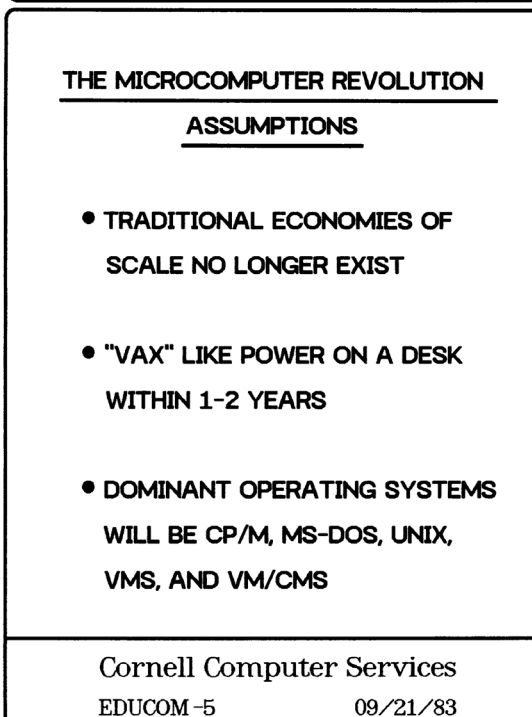 THE MICROCOMPUTER REVOLUTION
ASSUMPTIONS
• TRADITIONAL ECONOMIES OF
SCALE NO LONGER EXIST
• "VAX" LIKE POWER ON A DESK
WITHIN 1-2 YEARS
• DOMINANT OPERATING SYSTEMS
WILL BE CP/M, MS-DOS, UNIX,
VMS, AND VM/CMS
Cornell Computer Services
EDUCOM-5 09/21/83